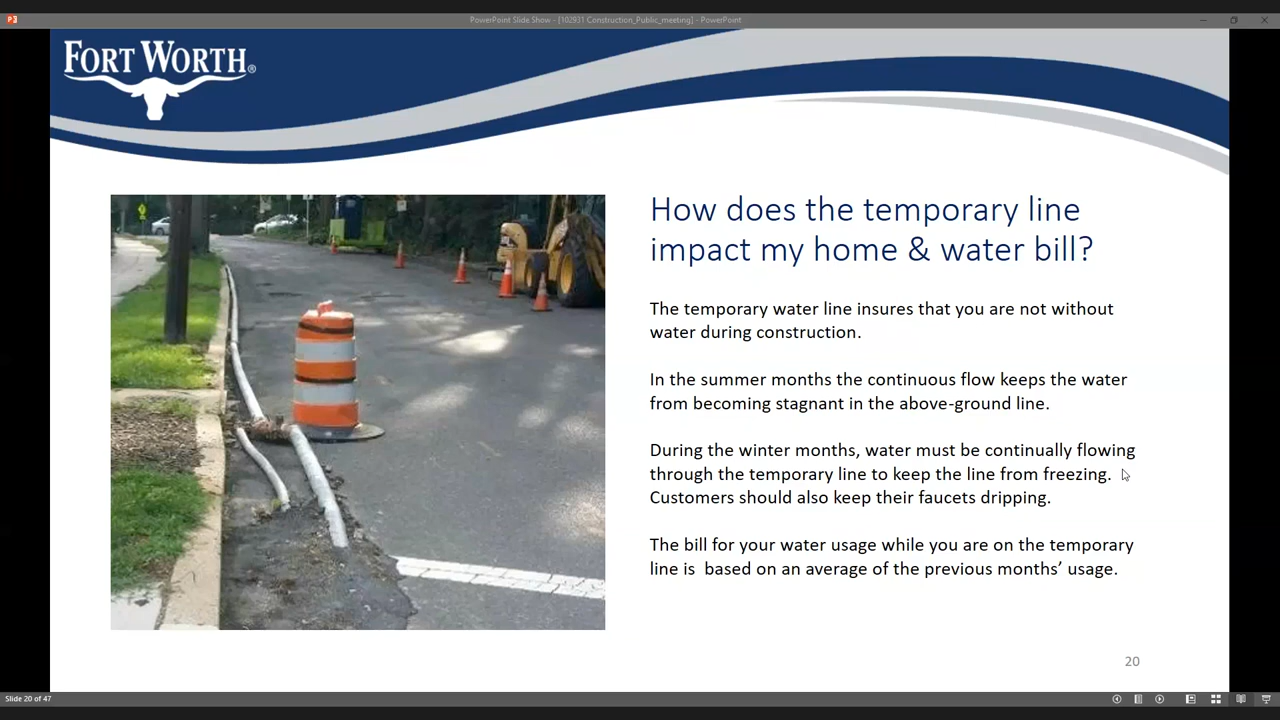 PowerPoint Slide Show - [102931 Construction_Public_meeting] - PowerPoint
FORT WORTH®
How does the temporary line
impact my home & water bill?
The temporary water line insures that you are not without
water during construction.
In the summer months the continuous flow keeps the water
from becoming stagnant in the above-ground line.
During the winter months, water must be continually flowing
through the temporary line to keep the line from freezing.
Customers should also keep their faucets dripping.
The bill for your water usage while you are on the temporary
line is  based on an average of the previous months’ usage.
20
Slide 20 of 47